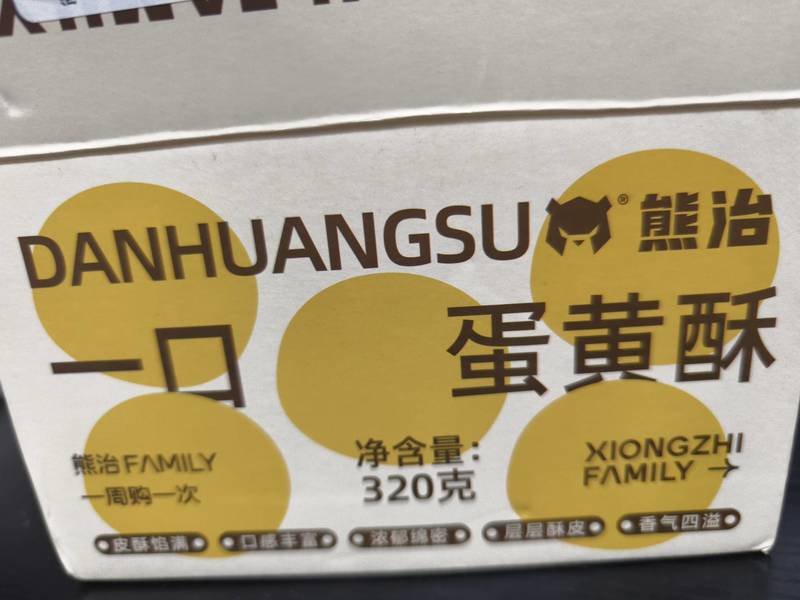 DANHUANGSU ® 熊治
一口 蛋黄酥
熊治FAMILY
一周购一次
净含量：
320克
XIONGZHI
FAMILY →
皮酥馅满 口感丰富 浓郁绵密 层层酥皮 香气四溢